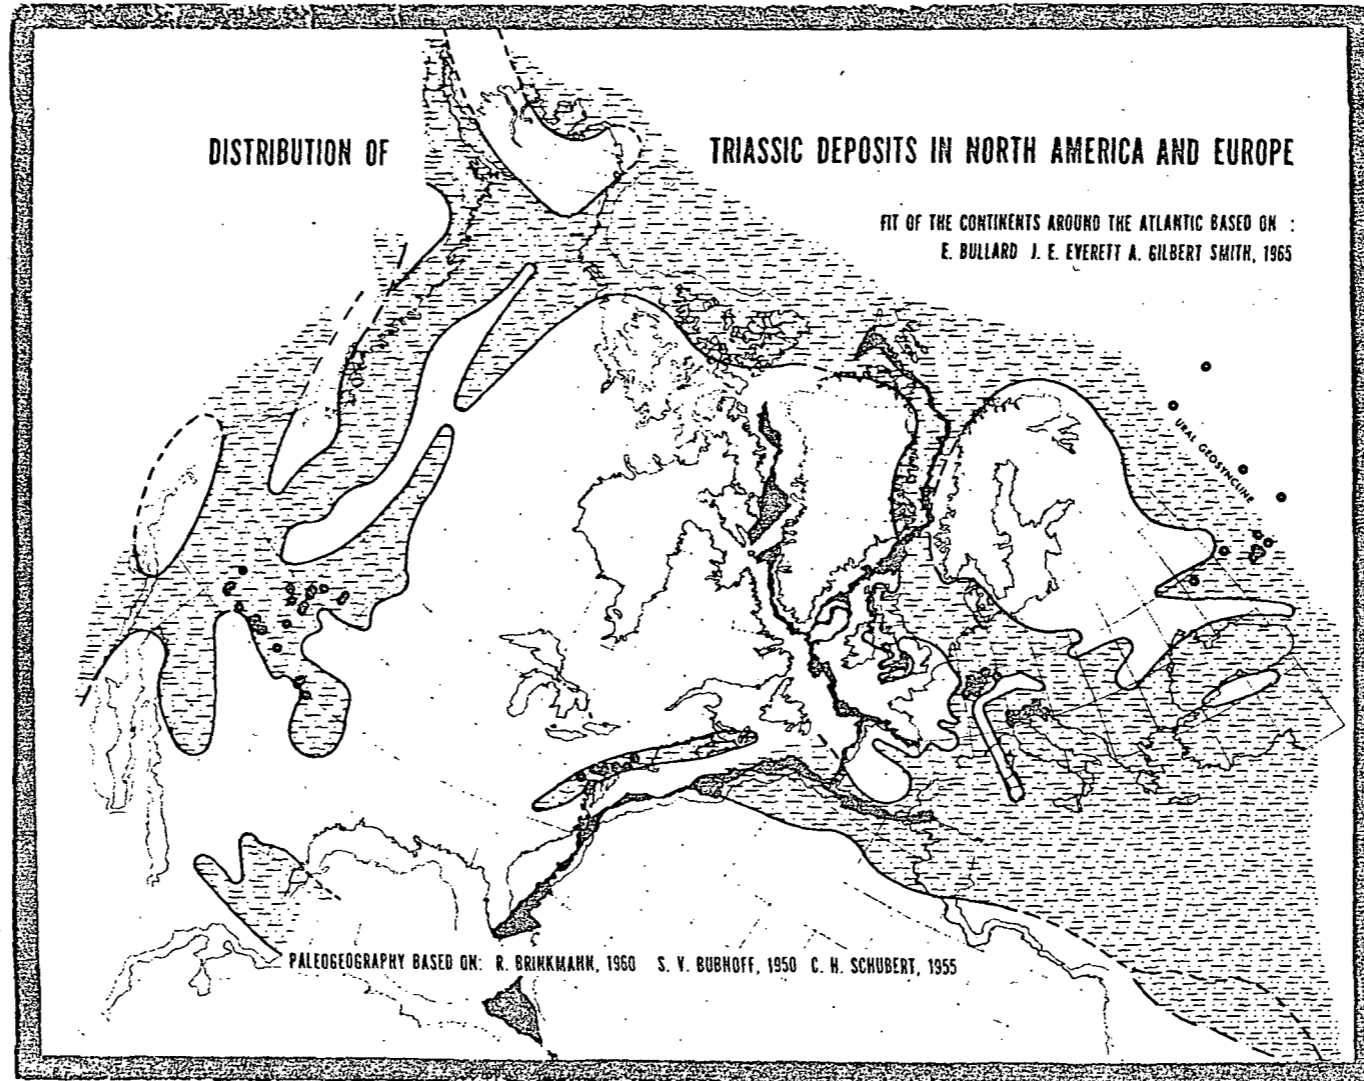 DISTRIBUTION OF TRIASSIC DEPOSITS IN NORTH AMERICA AND EUROPE
FIT OF THE CONTINENTS AROUND THE ATLANTIC BASED ON :
E. BULLARD J. E. EVERETT A. GILBERT SMITH, 1965
URAL GEOSYNCLINE
PALEOGEOGRAPHY BASED ON: R. BRINKMANN, 1960 S. V. BUBHOFF, 1950 C. H. SCHUBERT, 1955